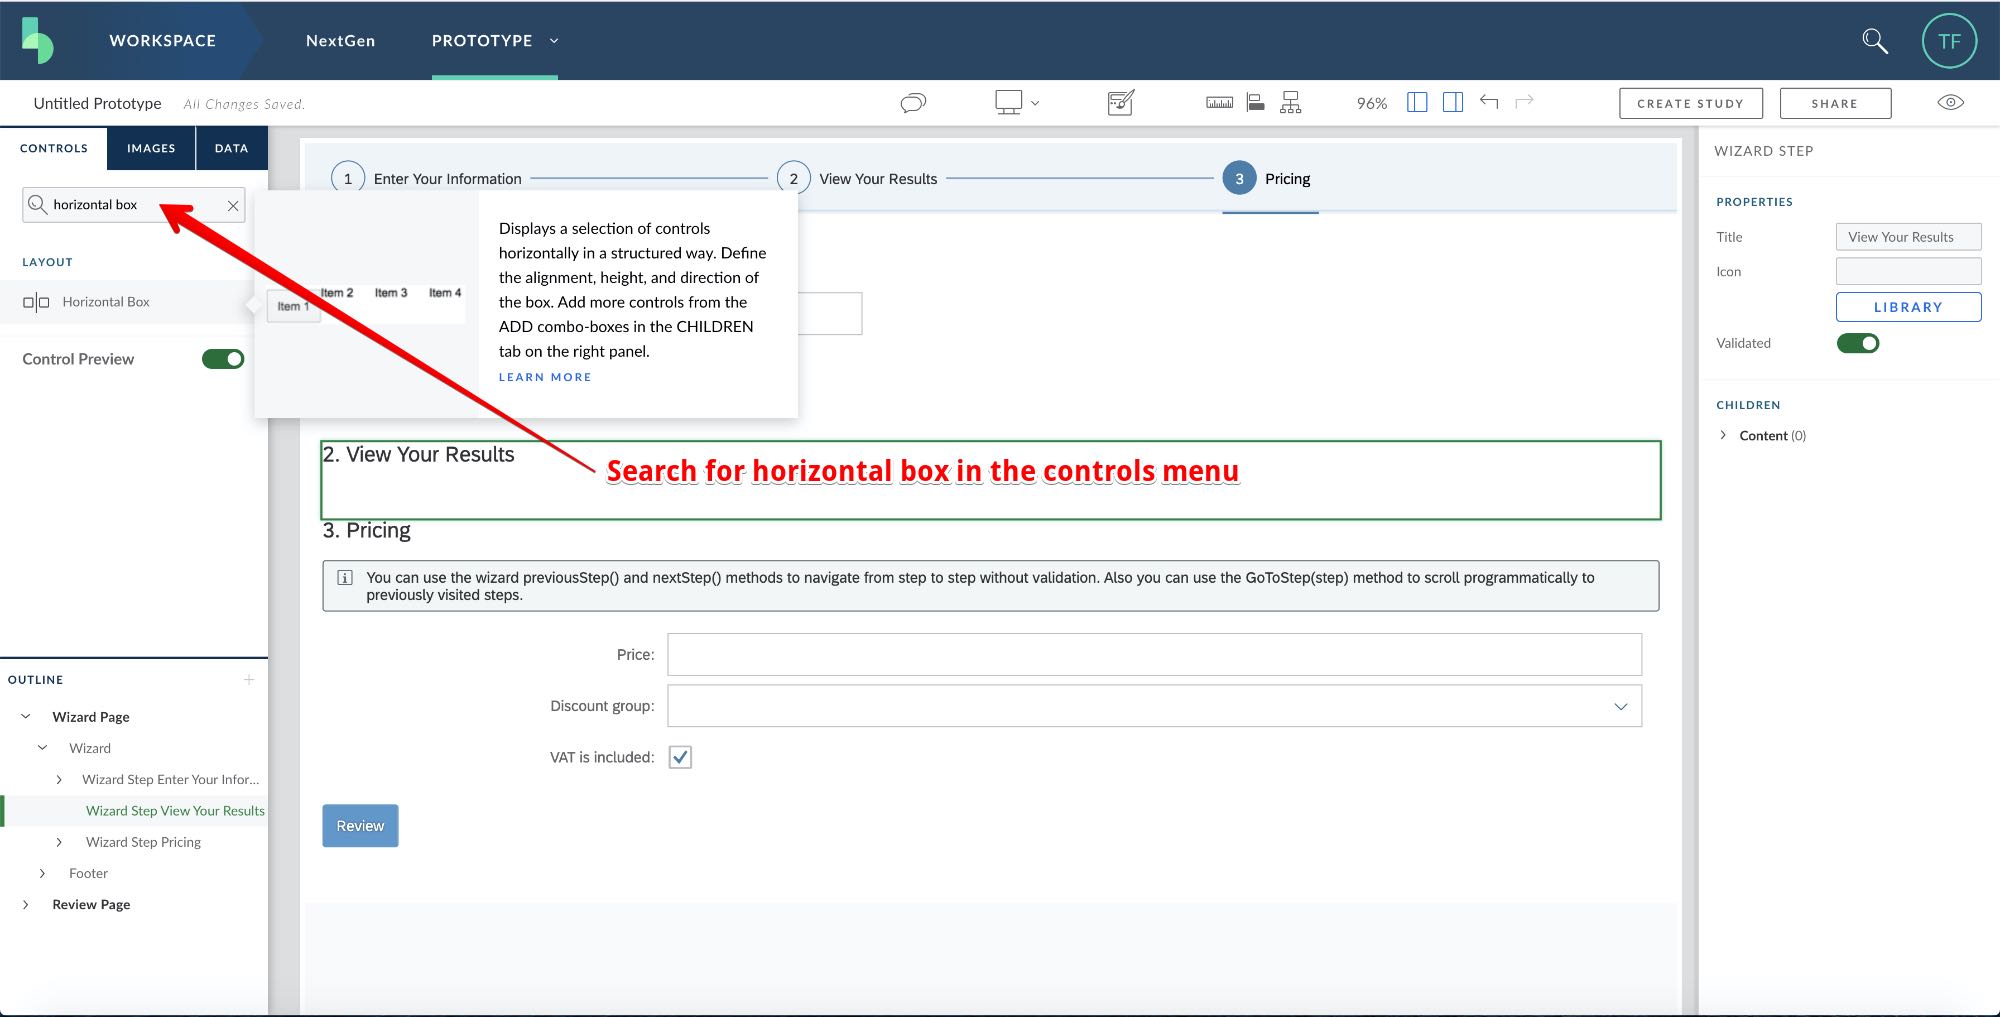 WORKSPACE
NextGen
PROTOTYPE
TF
Untitled Prototype
All Changes Saved.
96%
CREATE STUDY
SHARE
CONTROLS
IMAGES
DATA
horizontal box
LAYOUT
Horizontal Box
Control Preview
Item 1
Item 2
Item 3
Item 4
Displays a selection of controls
horizontally in a structured way. Define
the alignment, height, and direction of
the box. Add more controls from the
ADD combo-boxes in the CHILDREN
tab on the right panel.
LEARN MORE
1
Enter Your Information
2
View Your Results
3
Pricing
2. View Your Results
Search for horizontal box in the controls menu
3. Pricing
You can use the wizard previousStep() and nextStep() methods to navigate from step to step without validation. Also you can use the GoToStep(step) method to scroll programmatically to
previously visited steps.
Price:
Discount group:
VAT is included:
Review
OUTLINE
Wizard Page
Wizard
Wizard Step Enter Your Infor...
Wizard Step View Your Results
Wizard Step Pricing
Footer
Review Page
WIZARD STEP
PROPERTIES
Title
View Your Results
Icon
LIBRARY
Validated
CHILDREN
Content (0)